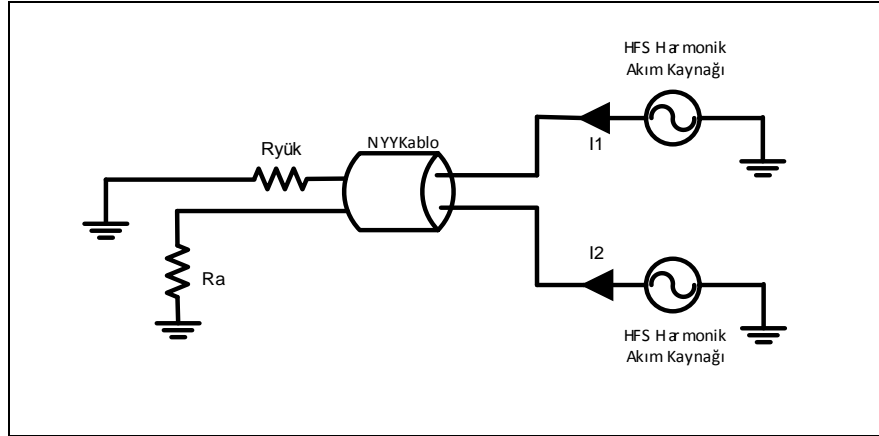 HFS Harmonik
Akım Kaynağı
NYYKablo
Ryük
I1
I2
Ra
HFS Harmonik
Akım Kaynağı